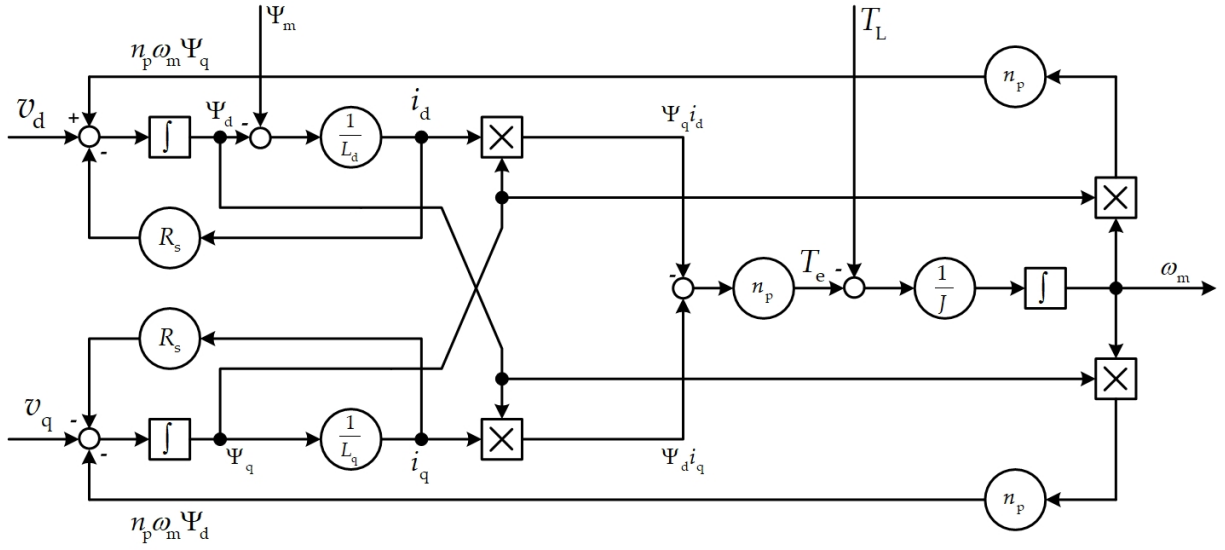 Ψm
TL
npωmΨq
np
vd
+
Ψd
-
1/Ld
id
×
Ψqid
∫
-
×
Rs
-
np
Te
-
1/J
∫
ωm
Rs
×
vq
-
∫
-
Ψq
1/Lq
iq
×
Ψdiq
np
npωmΨd